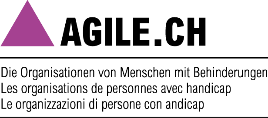 AGILE.CH
Die Organisationen von Menschen mit Behinderungen
Les organisations de personnes avec handicap
Le organizzazioni di persone con andicap